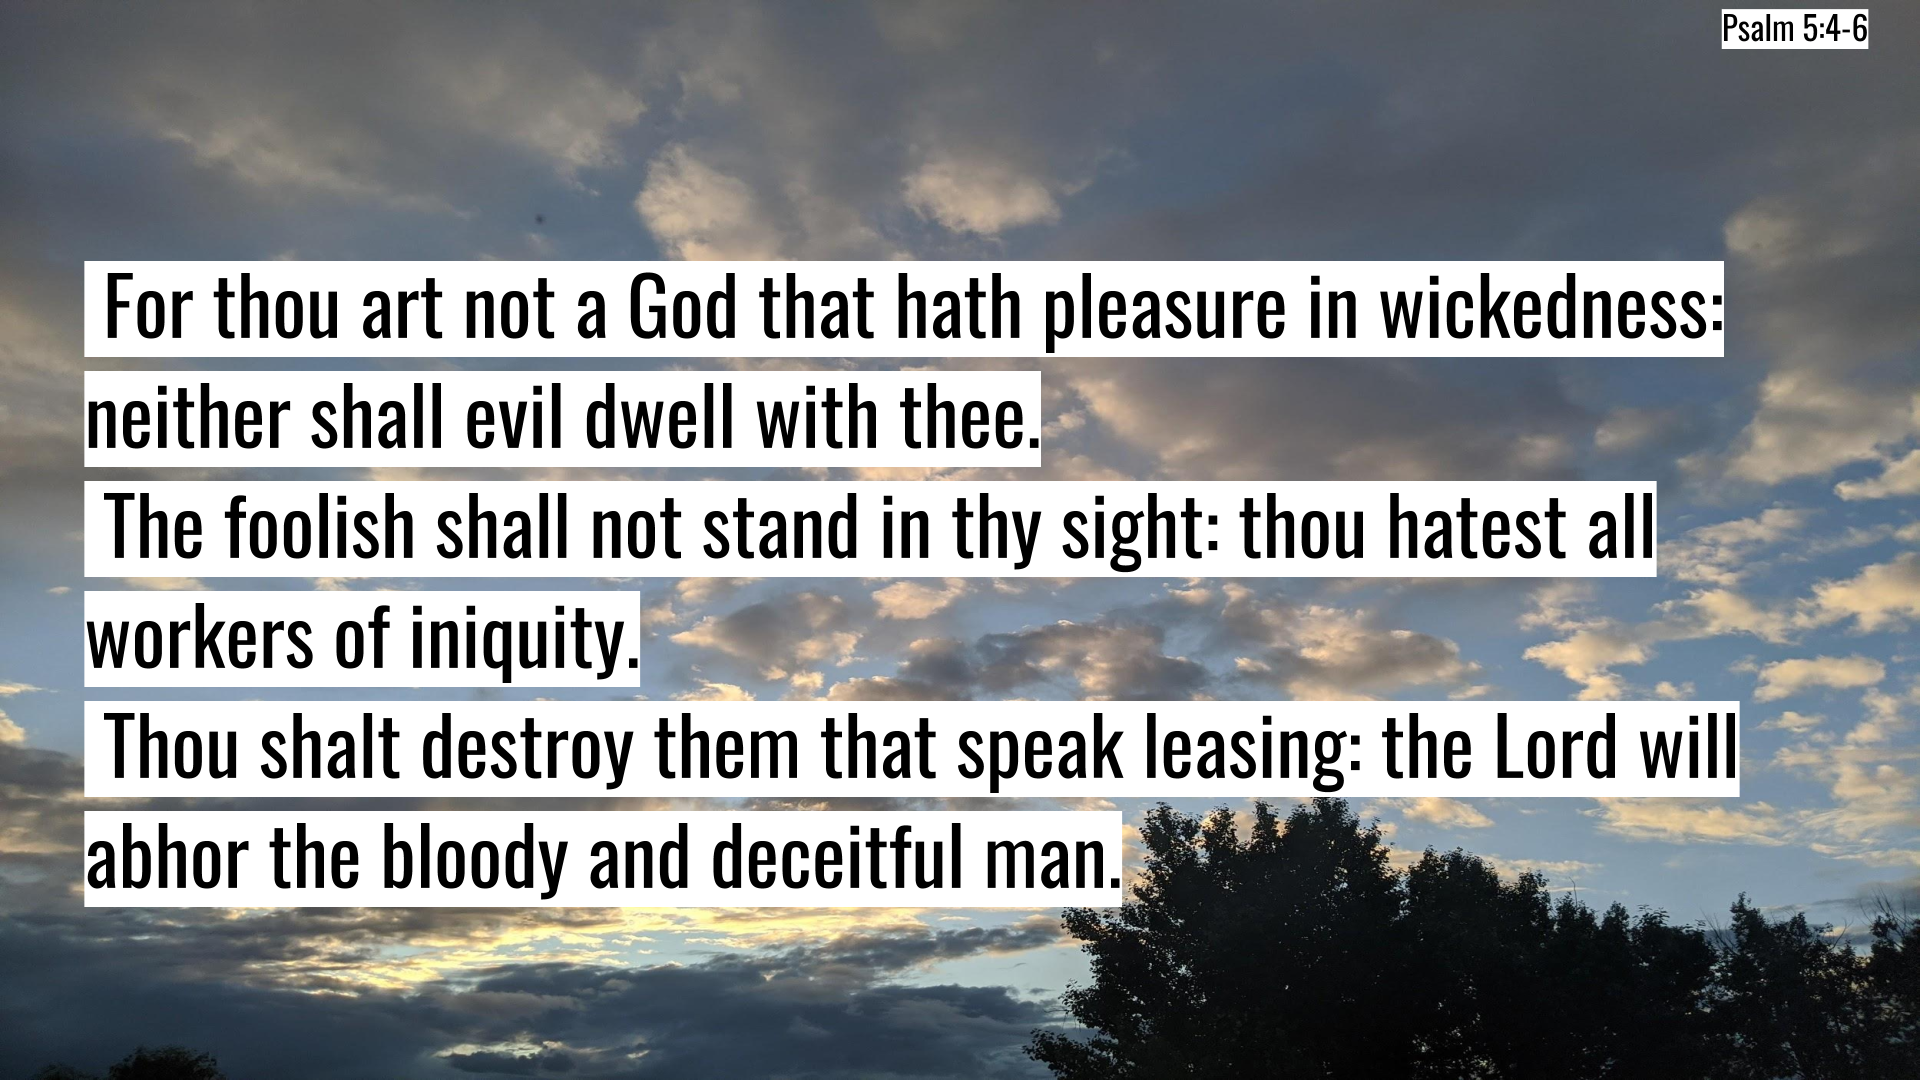 Psalm 5:4-6
For thou art not a God that hath pleasure in wickedness:
neither shall evil dwell with thee.
The foolish shall not stand in thy sight: thou hatest all
workers of iniquity.
Thou shalt destroy them that speak leasing: the Lord will
abhor the bloody and deceitful man.